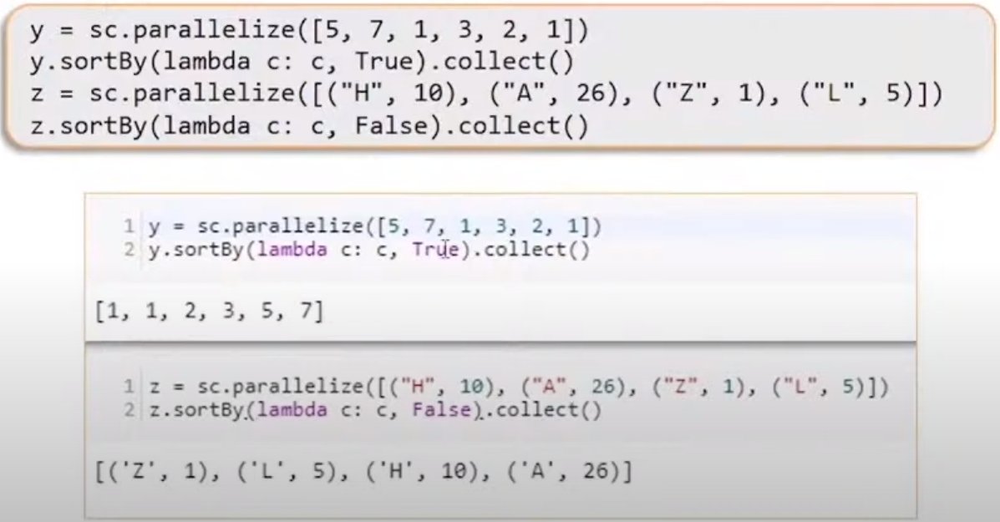 y = sc.parallelize([5, 7, 1, 3, 2, 1])
y.sortBy(lambda c: c, True).collect()
z = sc.parallelize([("H", 10), ("A", 26), ("Z", 1), ("L", 5)])
z.sortBy(lambda c: c, False).collect()
1 y = sc.parallelize([5, 7, 1, 3, 2, 1])
2 y.sortBy(lambda c: c, True).collect()
[1, 1, 2, 3, 5, 7]
1 z = sc.parallelize([("H", 10), ("A", 26), ("Z", 1), ("L", 5)])
2 z.sortBy(lambda c: c, False).collect()
[('Z', 1), ('L', 5), ('H', 10), ('A', 26)]